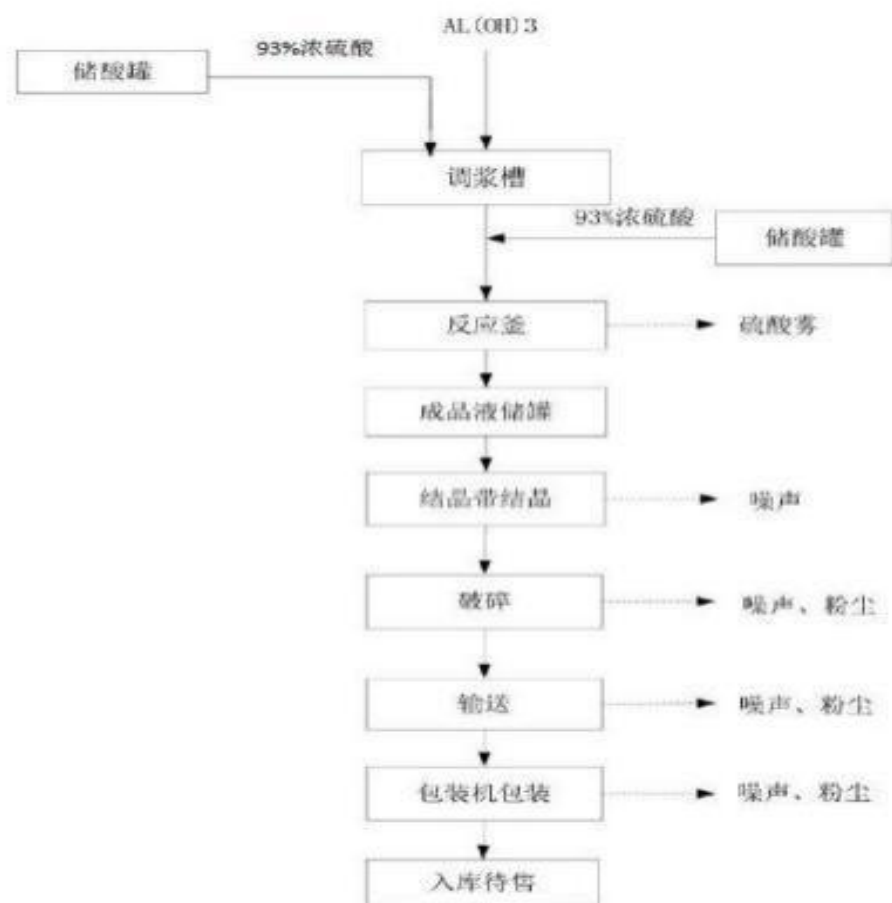 AL(OH)3
93%浓硫酸
储酸罐
调浆槽
93%浓硫酸
储酸罐
反应釜
硫酸雾
成品液储罐
结晶带结晶
噪声
破碎
噪声、粉尘
输送
噪声、粉尘
包装机包装
噪声、粉尘
入库待售